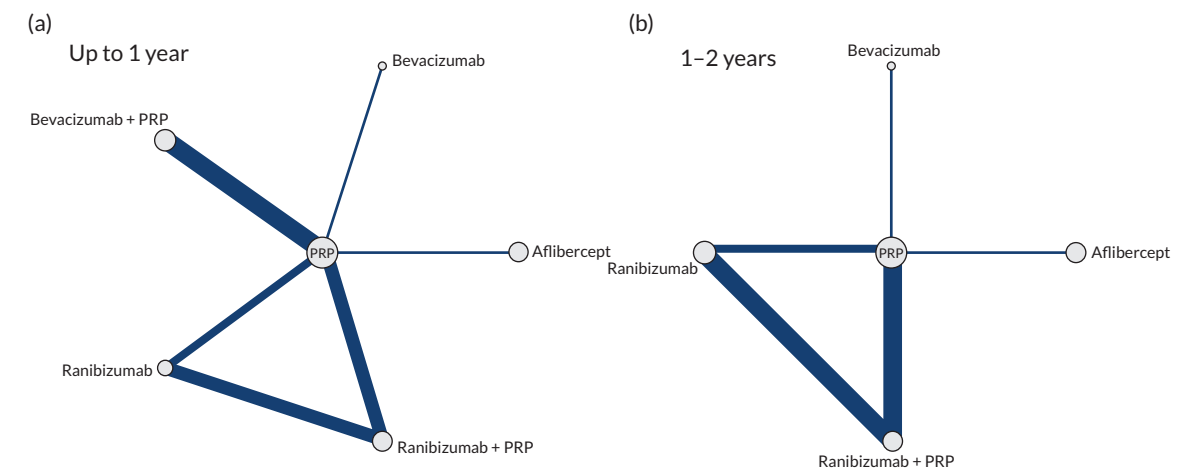 (a)
Up to 1 year
Bevacizumab
Bevacizumab + PRP
PRP
Aflibercept
Ranibizumab
Ranibizumab + PRP
(b)
1–2 years
Bevacizumab
PRP
Aflibercept
Ranibizumab
Ranibizumab + PRP